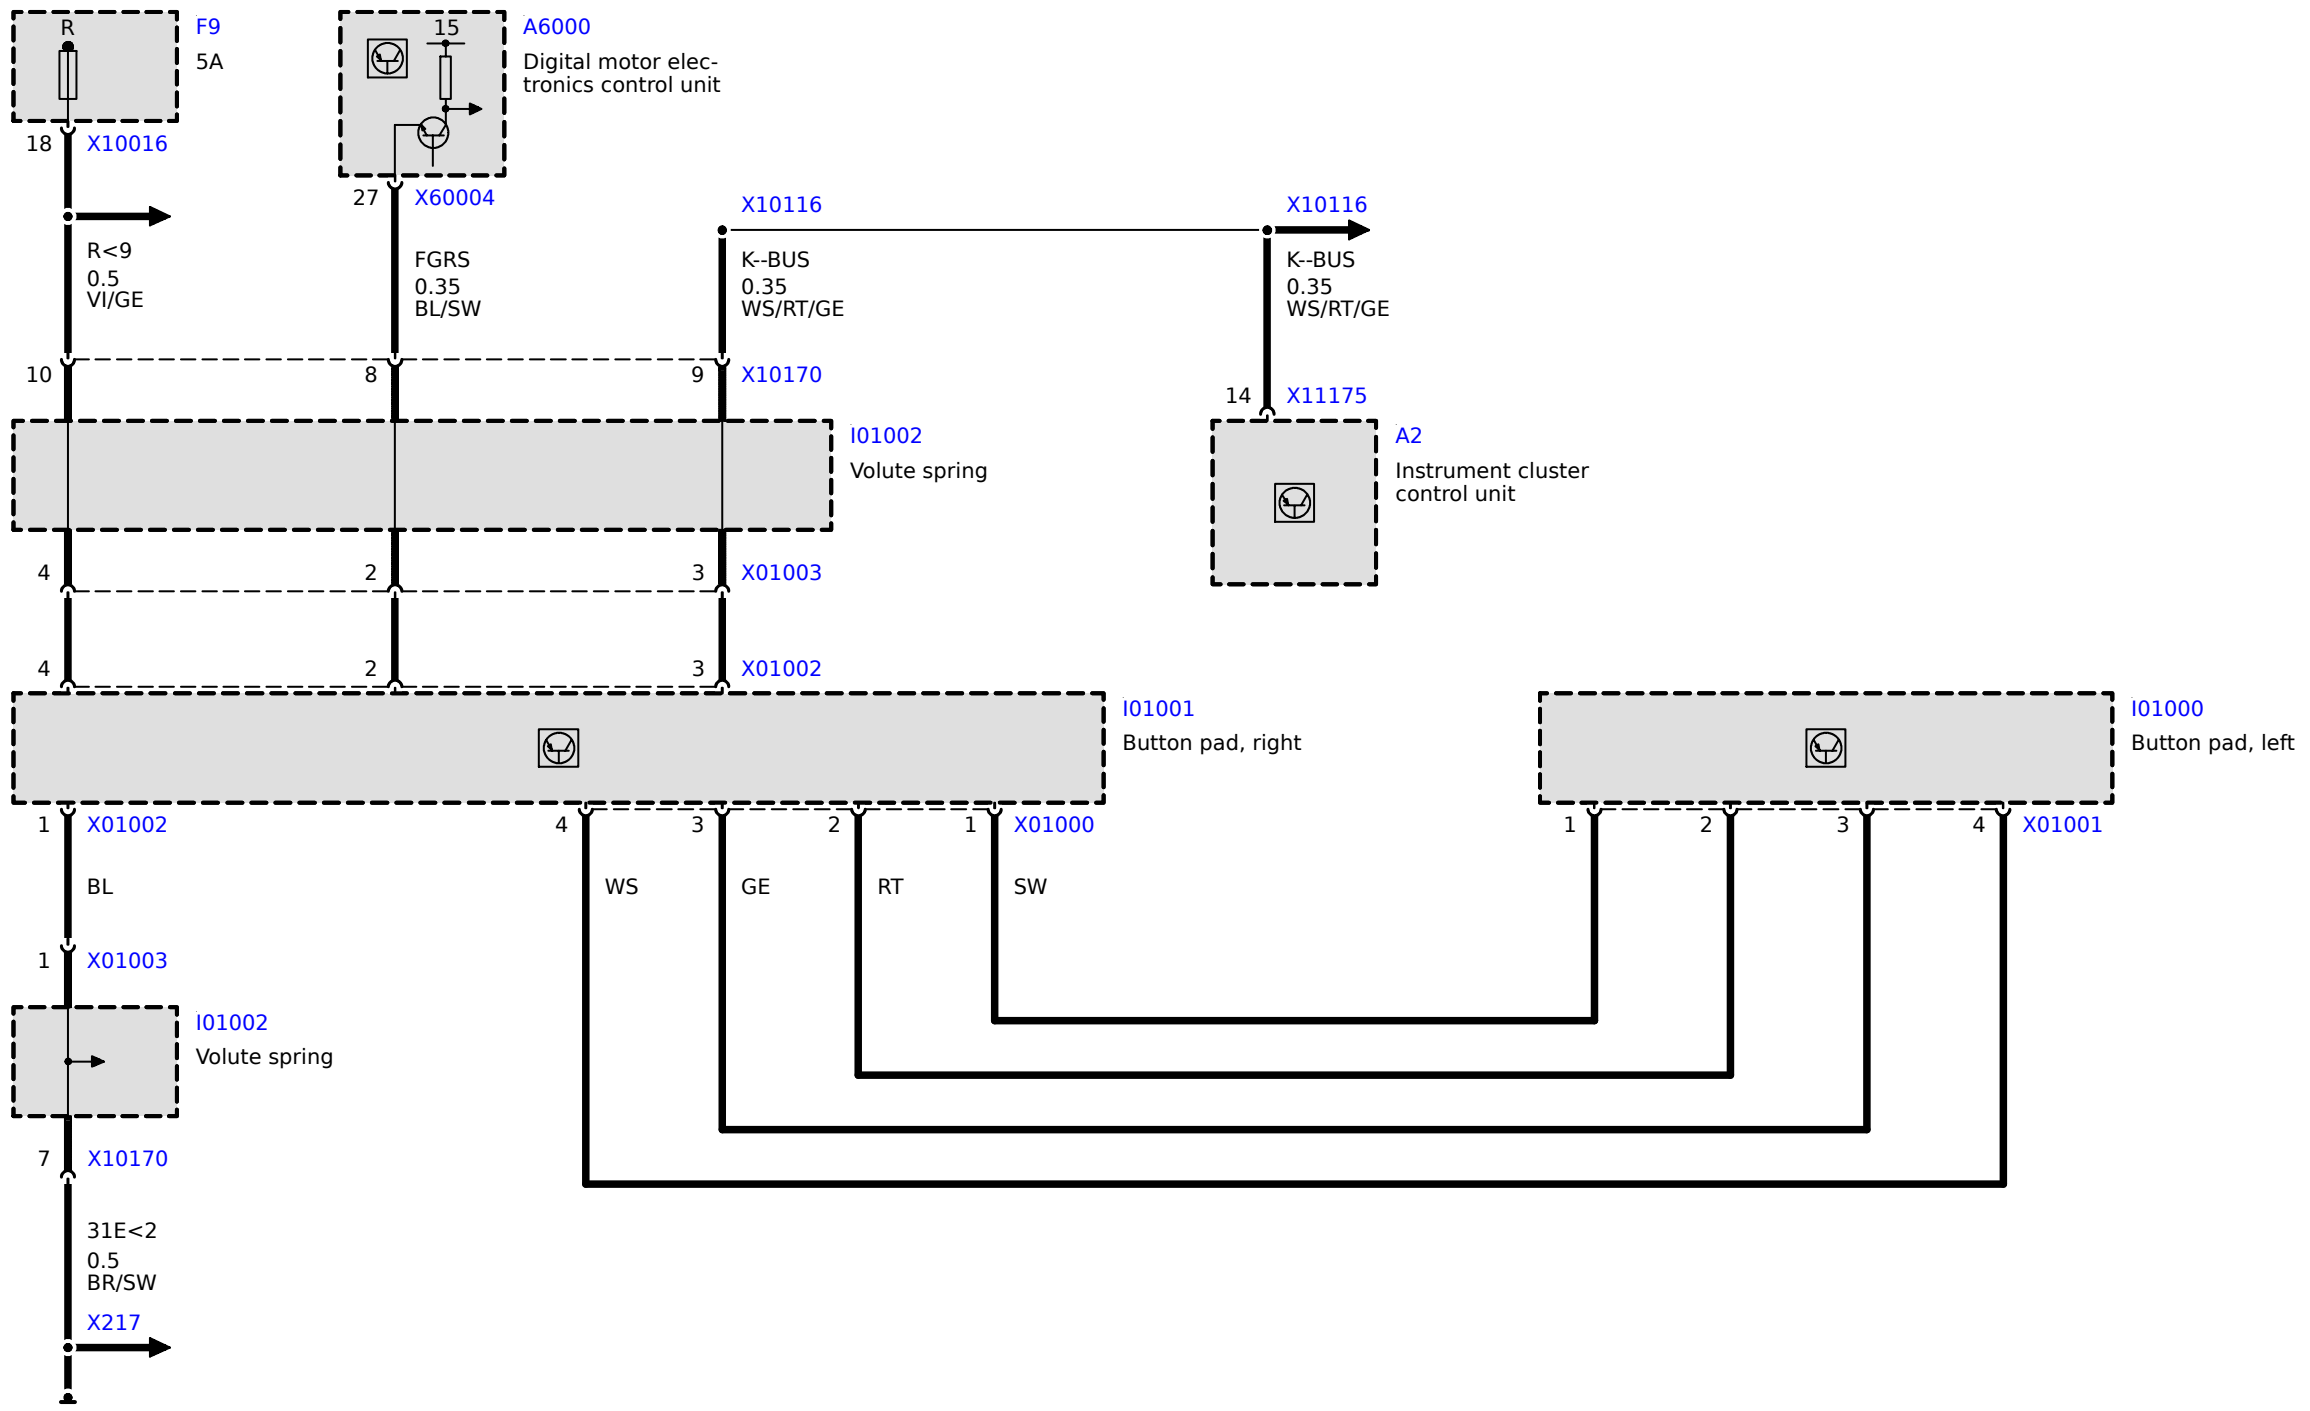 R
F9
5A
15
A6000
Digital motor elec-
tronics control unit
18
X10016
27
X60004
X10116
X10116
R<9
0.5
VI/GE
FGRS
0.35
BL/SW
K--BUS
0.35
WS/RT/GE
K--BUS
0.35
WS/RT/GE
10
8
9
X10170
14
X11175
I01002
Volute spring
A2
Instrument cluster
control unit
4
2
3
X01003
4
2
3
X01002
I01001
Button pad, right
I01000
Button pad, left
1
X01002
4
3
2
1
X01000
1
2
3
4
X01001
BL
WS
GE
RT
SW
1
X01003
I01002
Volute spring
7
X10170
31E<2
0.5
BR/SW
X217